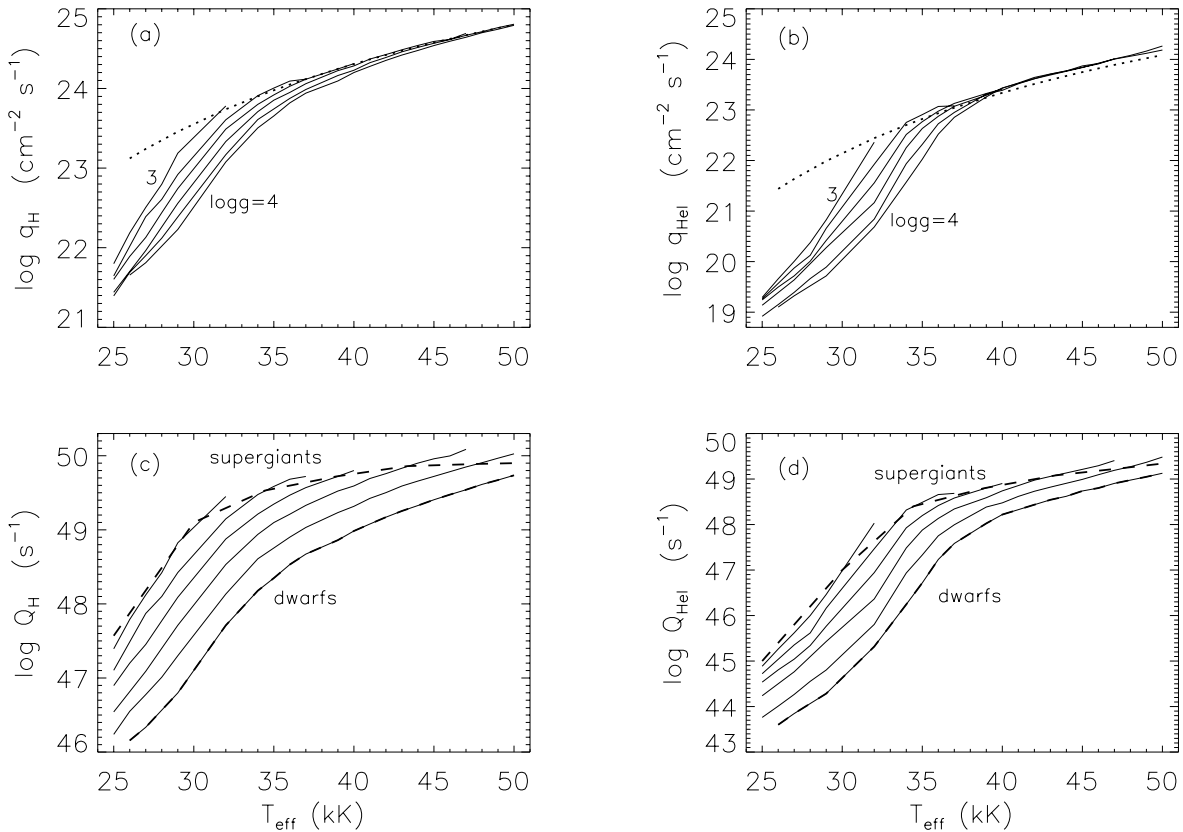 (a)
log q_H (cm⁻² s⁻¹)
25
24
23
22
21
3
logg=4
25 30 35 40 45 50
(b)
log q_HeI (cm⁻² s⁻¹)
25
24
23
22
21
20
19
3
logg=4
25 30 35 40 45 50
(c)
supergiants
log Q_H (s⁻¹)
50
49
48
47
46
dwarfs
25 30 35 40 45 50
T_eff (kK)
(d)
supergiants
log Q_HeI (s⁻¹)
50
49
48
47
46
45
44
43
dwarfs
25 30 35 40 45 50
T_eff (kK)